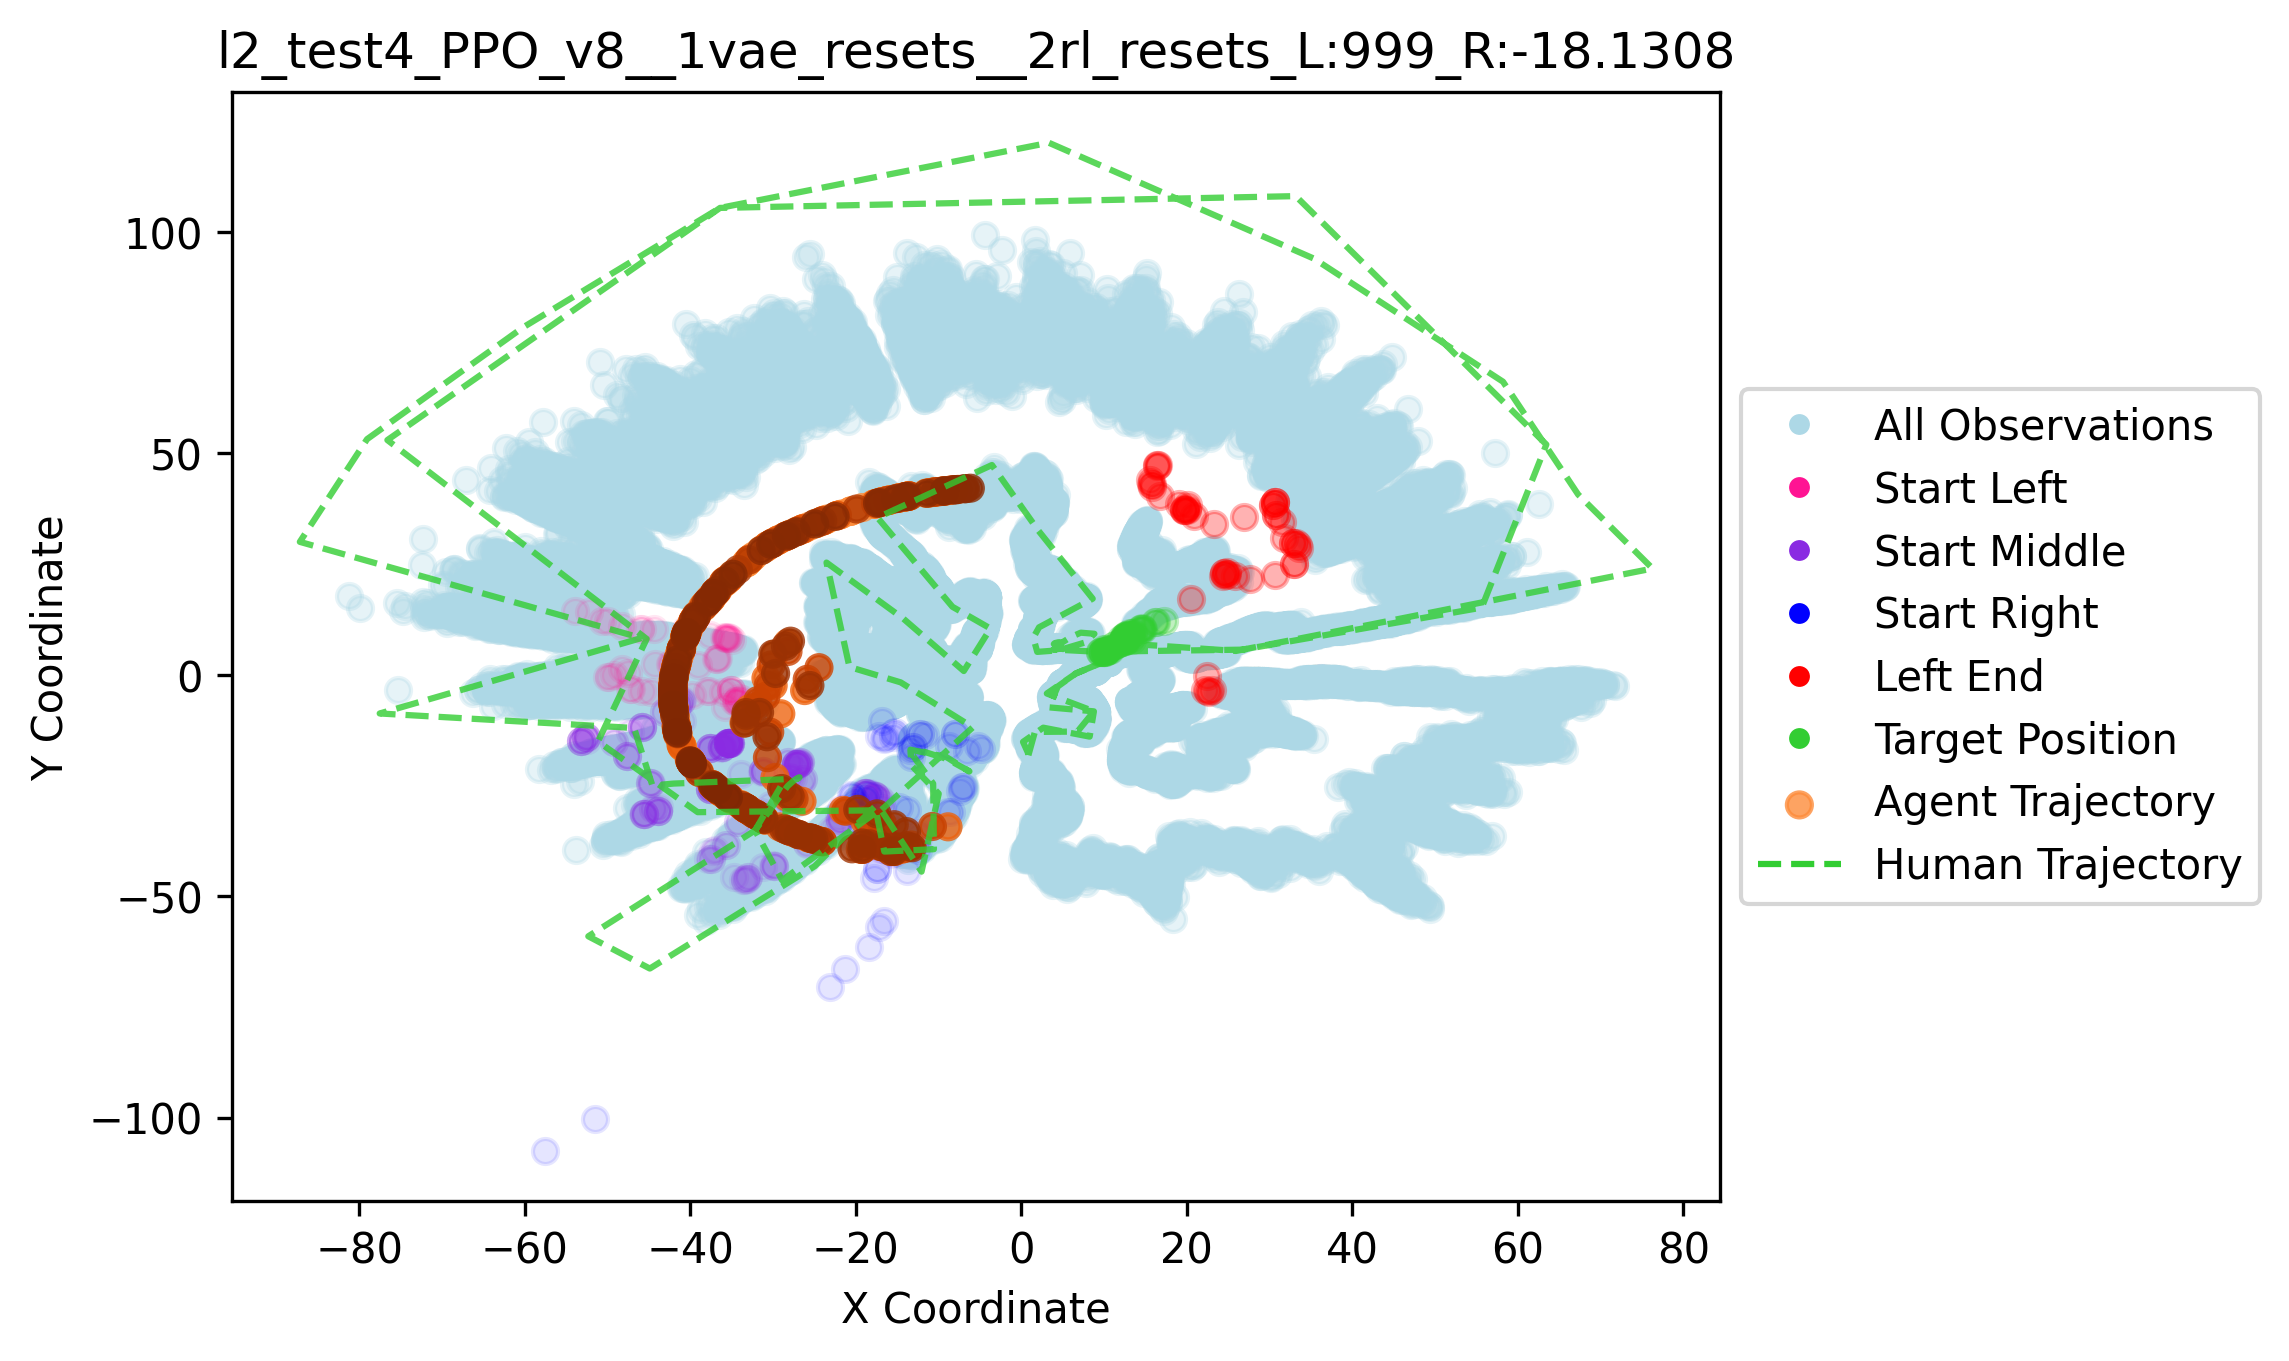 l2_test4_PPO_v8__1vae_resets__2rl_resets_L:999_R:-18.1308
Y Coordinate
100
50
0
−50
−100
−80
−60
−40
−20
0
20
40
60
80
X Coordinate
All Observations
Start Left
Start Middle
Start Right
Left End
Target Position
Agent Trajectory
Human Trajectory